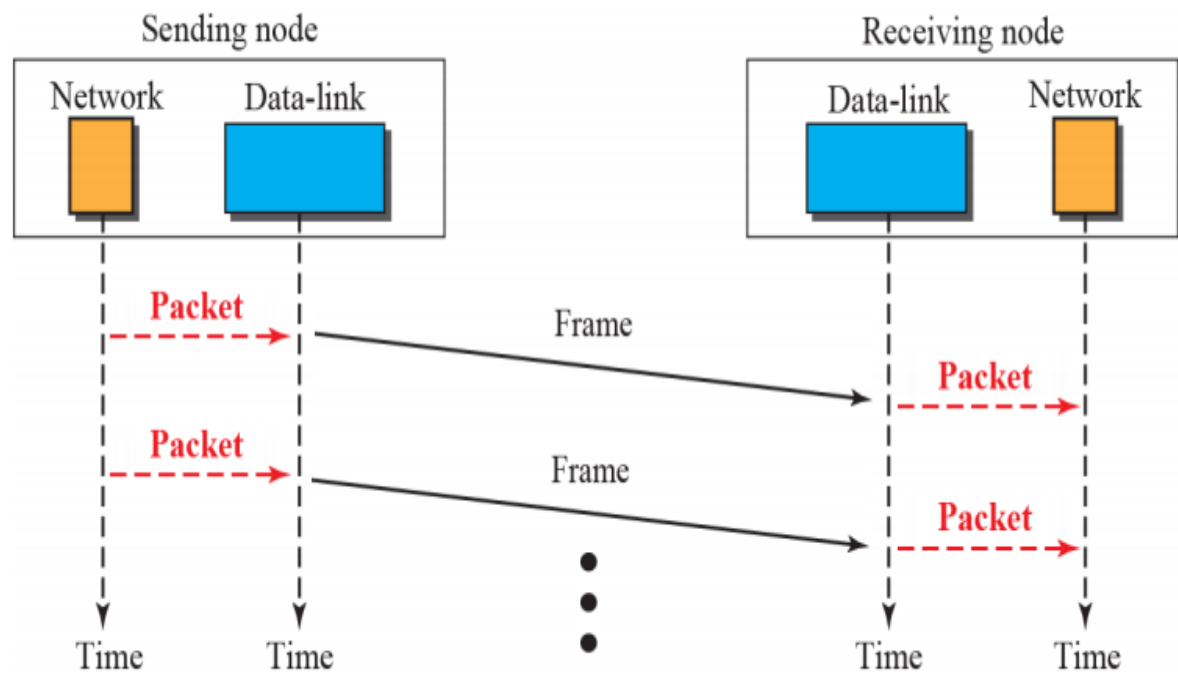 Sending node
Receiving node
Network
Data-link
Data-link
Network
Packet
Frame
Packet
Packet
Frame
Packet
Time
Time
Time
Time